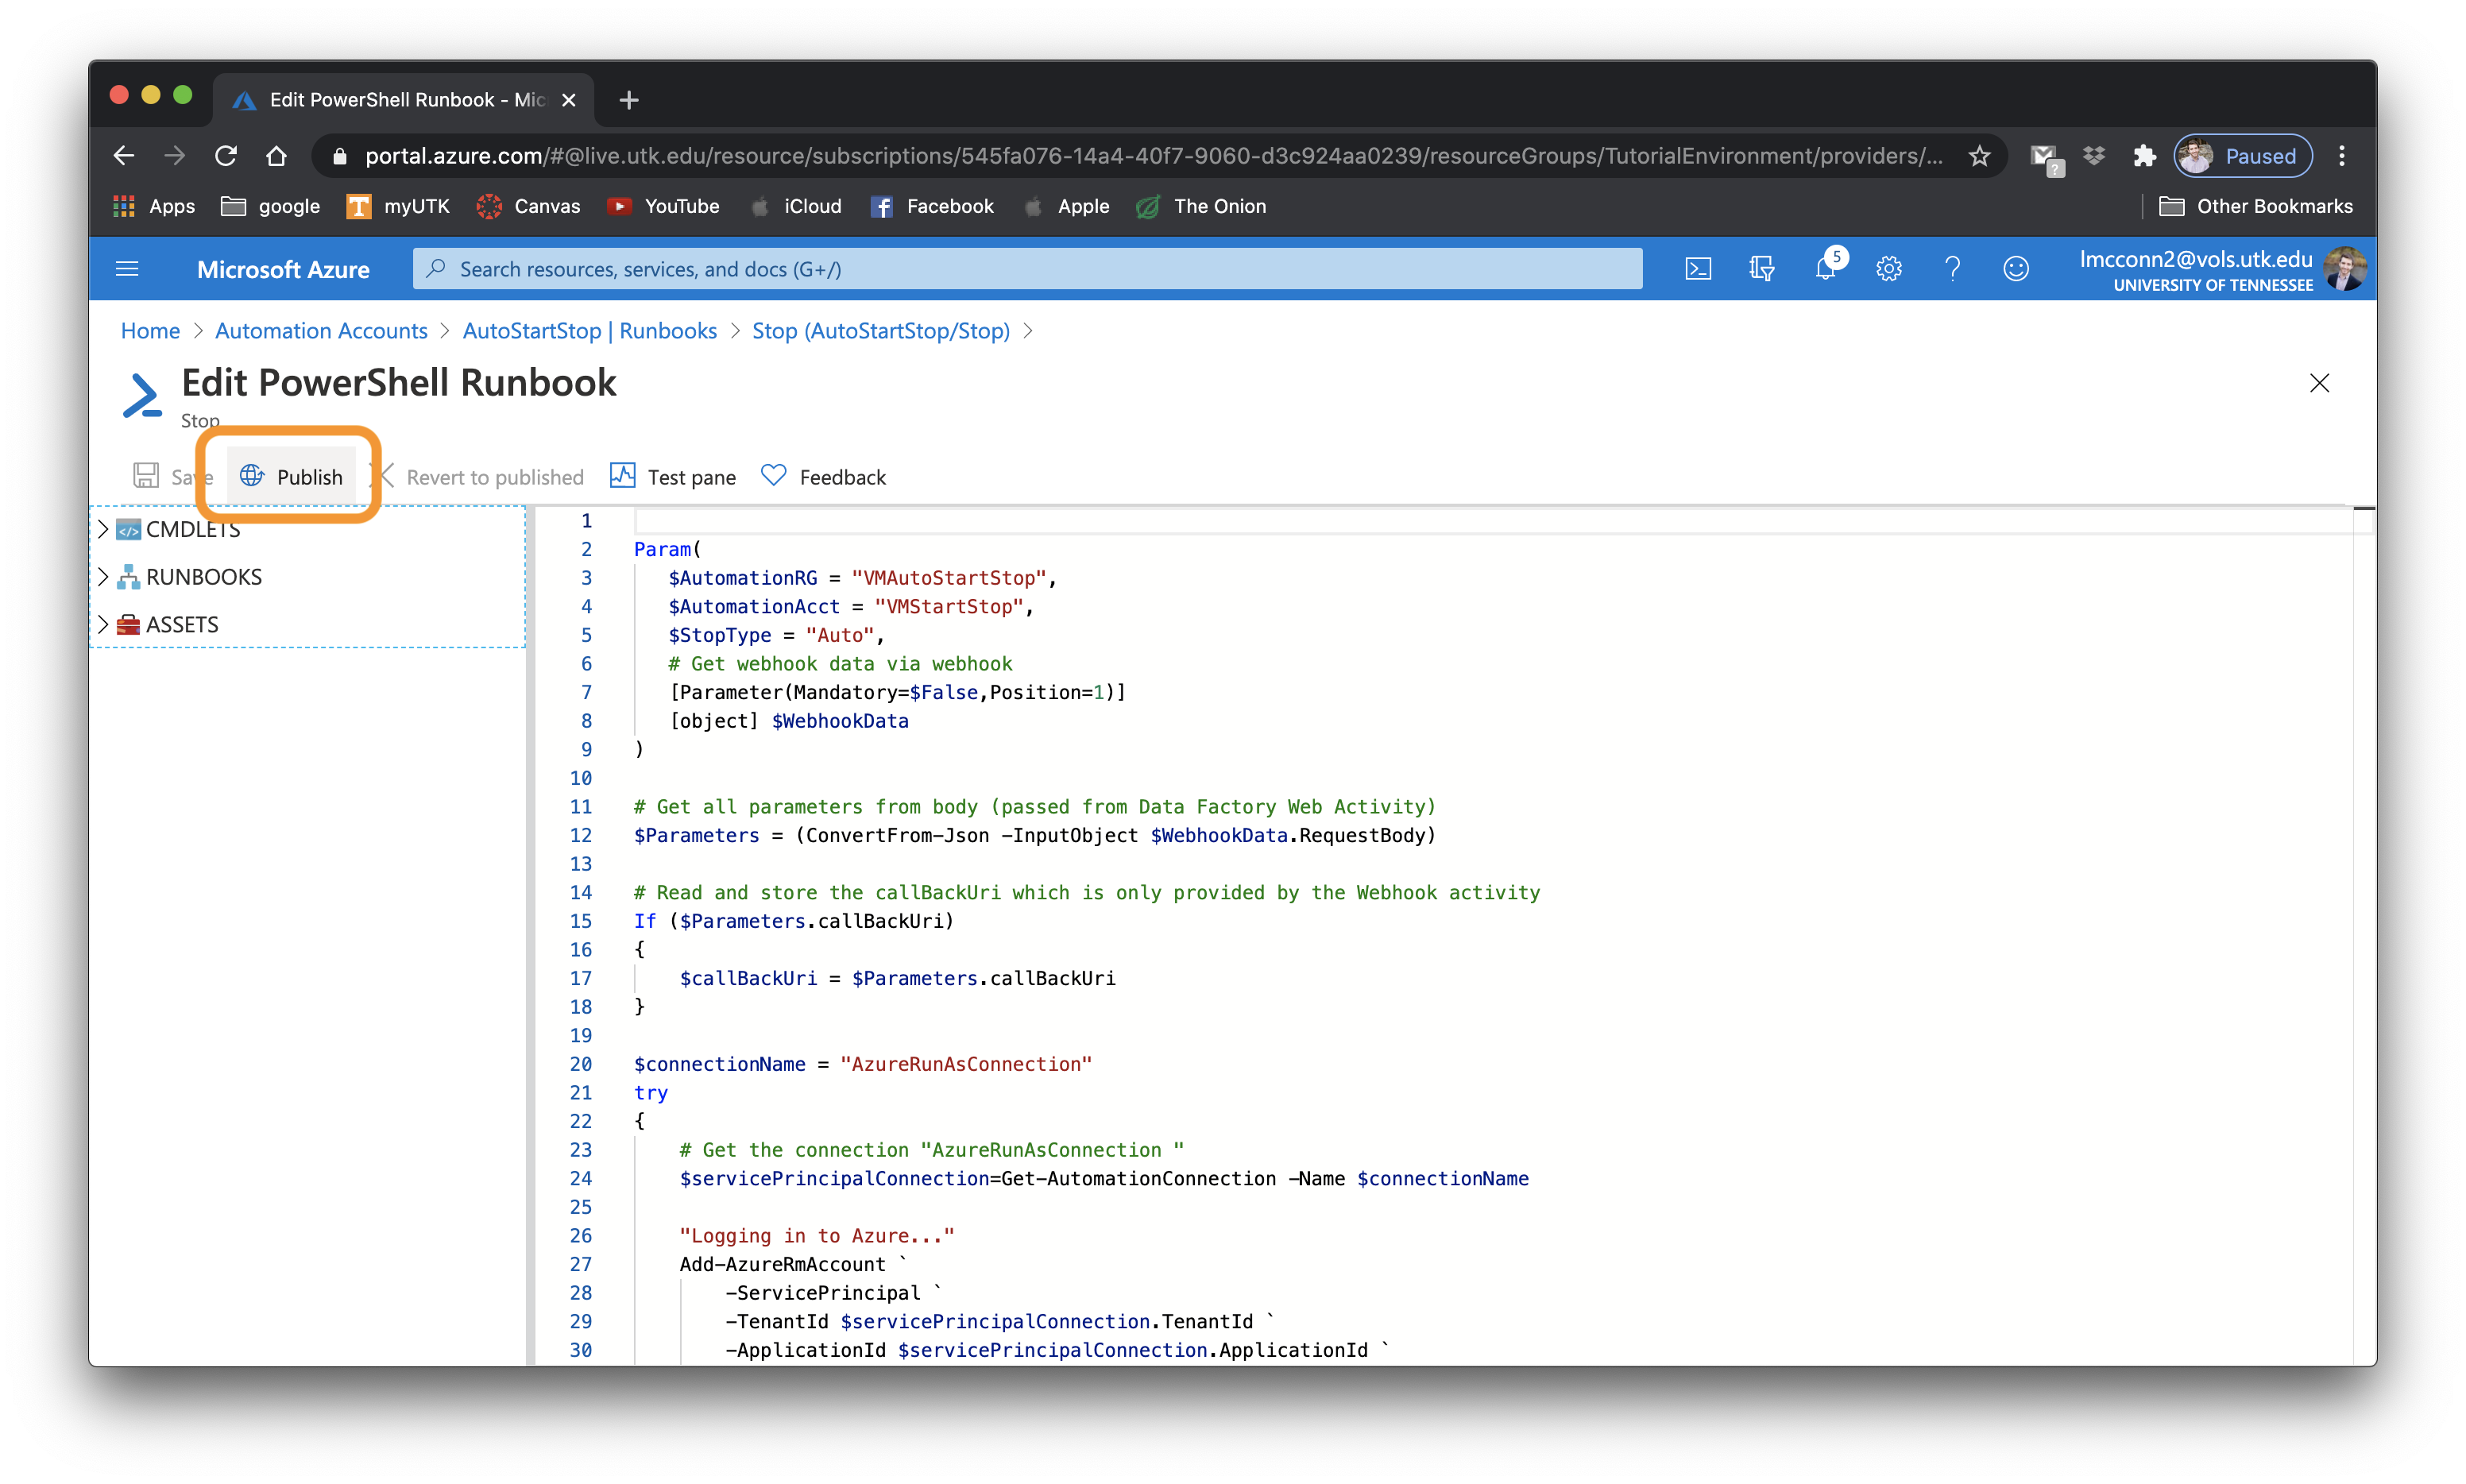 Edit PowerShell Runbook - Mic
portal.azure.com/#@live.utk.edu/resource/subscriptions/545fa076-14a4-40f7-9060-d3c924aa0239/resourceGroups/TutorialEnvironment/providers/...
?
Paused
Apps google myUTK Canvas YouTube iCloud Facebook Apple The Onion Other Bookmarks
Microsoft Azure
Search resources, services, and docs (G+/)
5
lmcconn2@vols.utk.edu
UNIVERSITY OF TENNESSEE
Home > Automation Accounts > AutoStartStop | Runbooks > Stop (AutoStartStop/Stop) >
Edit PowerShell Runbook
Stop
Save Publish Revert to published Test pane Feedback
CMDLETS
RUNBOOKS
ASSETS
1
2 Param(
3 $AutomationRG = "VMAutoStartStop",
4 $AutomationAcct = "VMStartStop",
5 $StopType = "Auto",
6 # Get webhook data via webhook
7 [Parameter(Mandatory=$False,Position=1)]
8 [object] $WebhookData
9 )
10
11 # Get all parameters from body (passed from Data Factory Web Activity)
12 $Parameters = (ConvertFrom-Json -InputObject $WebhookData.RequestBody)
13
14 # Read and store the callBackUri which is only provided by the Webhook activity
15 If ($Parameters.callBackUri)
16 {
17 $callBackUri = $Parameters.callBackUri
18 }
19
20 $connectionName = "AzureRunAsConnection"
21 try
22 {
23 # Get the connection "AzureRunAsConnection "
24 $servicePrincipalConnection=Get-AutomationConnection -Name $connectionName
25
26 "Logging in to Azure..."
27 Add-AzureRmAccount `
28 -ServicePrincipal `
29 -TenantId $servicePrincipalConnection.TenantId `
30 -ApplicationId $servicePrincipalConnection.ApplicationId `